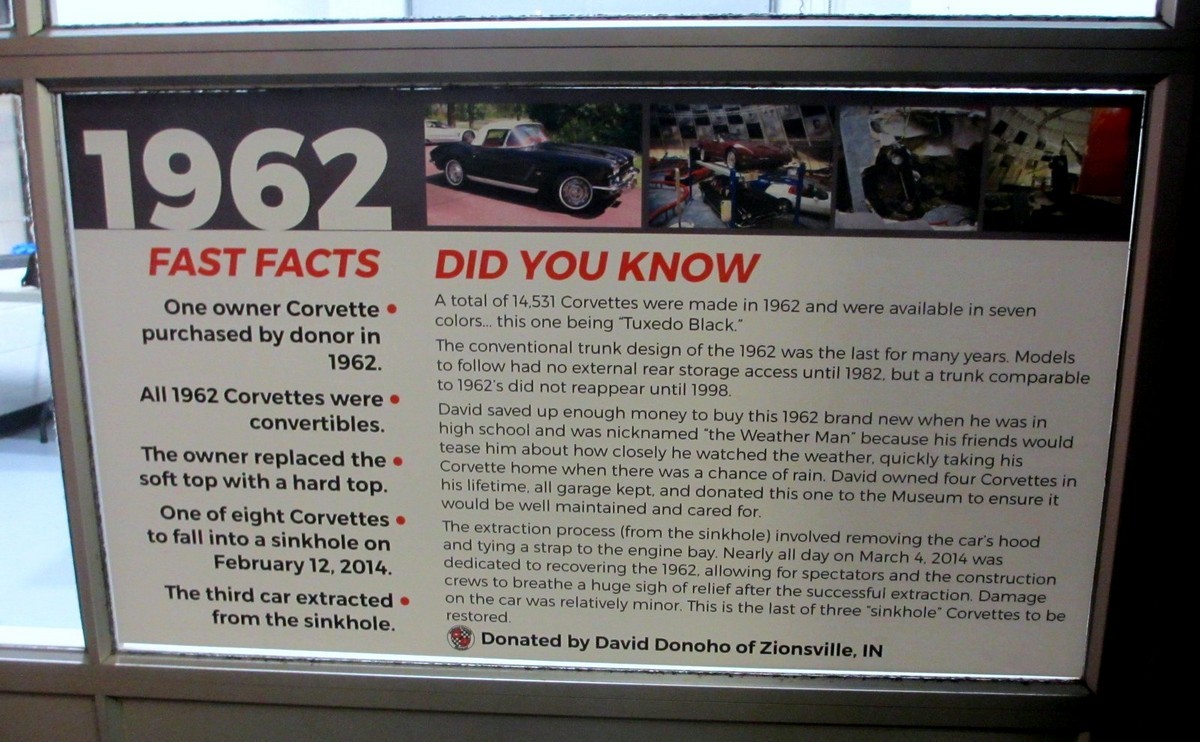 1962
FAST FACTS
One owner Corvette •
purchased by donor in
1962.
All 1962 Corvettes were •
convertibles.
The owner replaced the •
soft top with a hard top.
One of eight Corvettes •
to fall into a sinkhole on
February 12, 2014.
The third car extracted •
from the sinkhole.
DID YOU KNOW
A total of 14,531 Corvettes were made in 1962 and were available in seven
colors... this one being "Tuxedo Black."
The conventional trunk design of the 1962 was the last for many years. Models
to follow had no external rear storage access until 1982, but a trunk comparable
to 1962's did not reappear until 1998.
David saved up enough money to buy this 1962 brand new when he was in
high school and was nicknamed "the Weather Man" because his friends would
tease him about how closely he watched the weather, quickly taking his
Corvette home when there was a chance of rain. David owned four Corvettes in
his lifetime, all garage kept, and donated this one to the Museum to ensure it
would be well maintained and cared for.
The extraction process (from the sinkhole) involved removing the car's hood
and tying a strap to the engine bay. Nearly all day on March 4, 2014 was
dedicated to recovering the 1962, allowing for spectators and the construction
crews to breathe a huge sigh of relief after the successful extraction. Damage
on the car was relatively minor. This is the last of three "sinkhole" Corvettes to be
restored.
Donated by David Donoho of Zionsville, IN